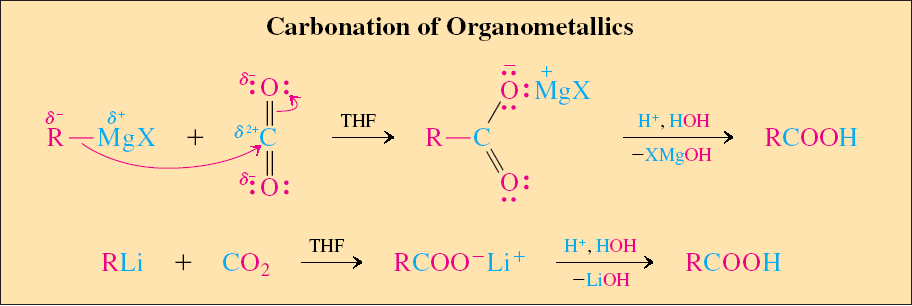 Carbonation of Organometallics
δ⁻ δ⁺
R—MgX + δ⁻ :O: δ²⁺ C δ⁻ :O: THF R—C :O:⁻ ⁺MgX O: H⁺, HOH −XMgOH RCOOH
RLi + CO₂ THF RCOO⁻Li⁺ H⁺, HOH −LiOH RCOOH